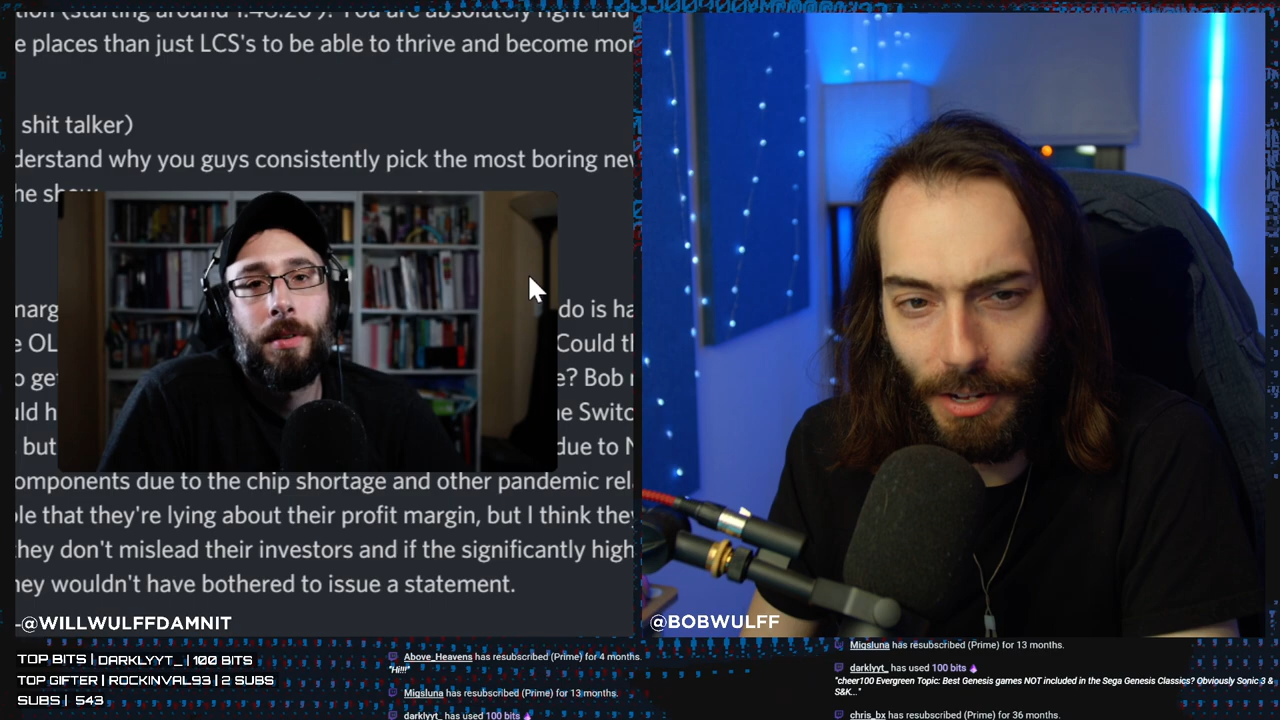 tion (starting around 1:48:20 ). You are absolutely right and
e places than just LCS's to be able to thrive and become mor
shit talker)
derstand why you guys consistently pick the most boring nev
he show
marg
do is ha
e OL
Could th
o ge
e? Bob
uld h
e Switc
but
due to N
omponents due to the chip shortage and other pandemic rel
le that they're lying about their profit margin, but I think they
they don't mislead their investors and if the significantly high
ney wouldn't have bothered to issue a statement.
-@WILLWULFFDAMNIT
@BOBWULFF
TOP BITS | DARKLYYT_ | 100 BITS
TOP GIFTER | ROCKINVAL93 | 2 SUBS
SUBS | 543
Above_Heavens has resubscribed (Prime) for 4 months.
"Hi!!!"
Migsluna has resubscribed (Prime) for 13 months.
darklyyt_ has used 100 bits
Migsluna has resubscribed (Prime) for 13 months.
darklyyt_ has used 100 bits
"cheer100 Evergreen Topic: Best Genesis games NOT included in the Sega Genesis Classics? Obviously Sonic 3 &
S&K..."
chris_bx has resubscribed (Prime) for 36 months.